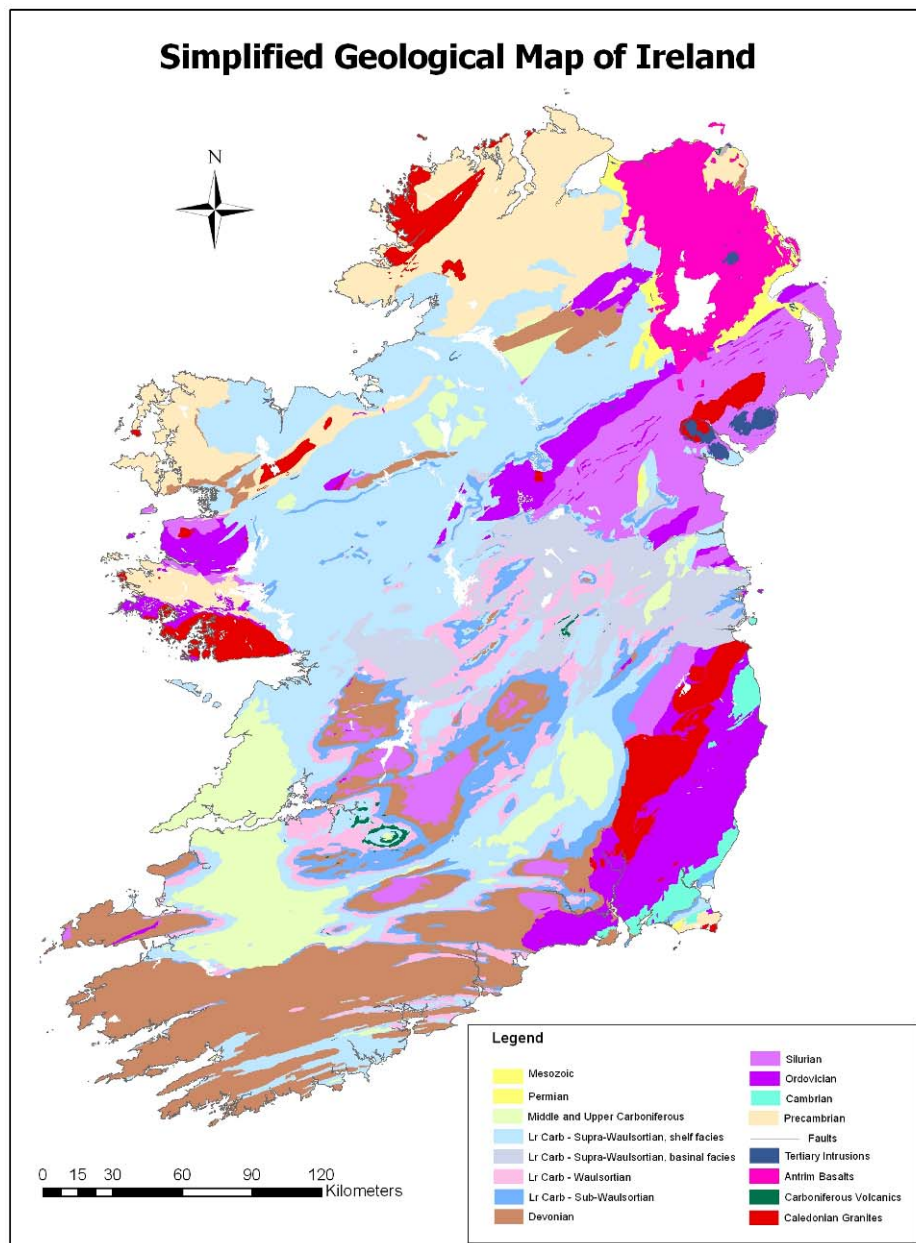 Simplified Geological Map of Ireland
N
Legend
Mesozoic
Permian
Middle and Upper Carboniferous
Lr Carb - Supra-Waulsortian, shelf facies
Lr Carb - Supra-Waulsortian, basinal facies
Lr Carb - Waulsortian
Lr Carb - Sub-Waulsortian
Devonian
Silurian
Ordovician
Cambrian
Precambrian
Faults
Tertiary Intrusions
Antrim Basalts
Carboniferous Volcanics
Caledonian Granites
0 15 30 60 90 120
Kilometers